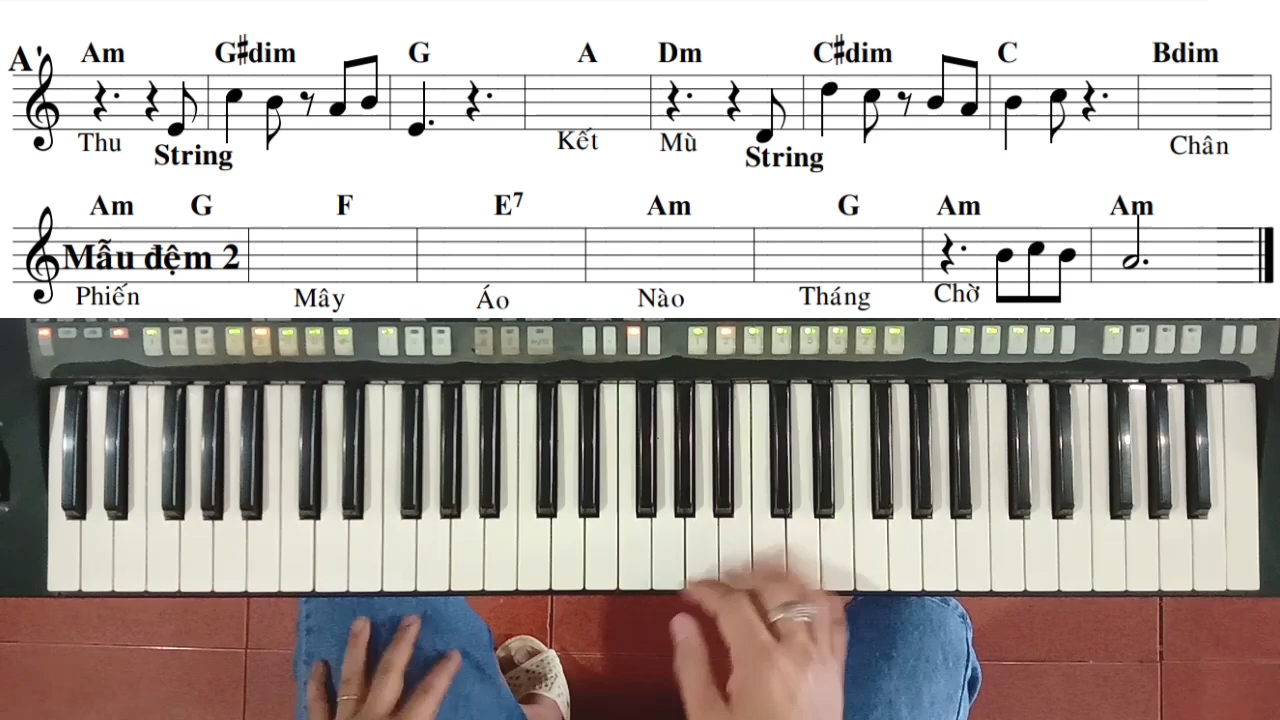 A' Am G♯dim G A Dm C♯dim C Bdim
Thu String Kết Mù String Chân
Am G F E7 Am G Am Am
Mẫu đệm 2
Phiến Mây Áo Nào Tháng Chờ